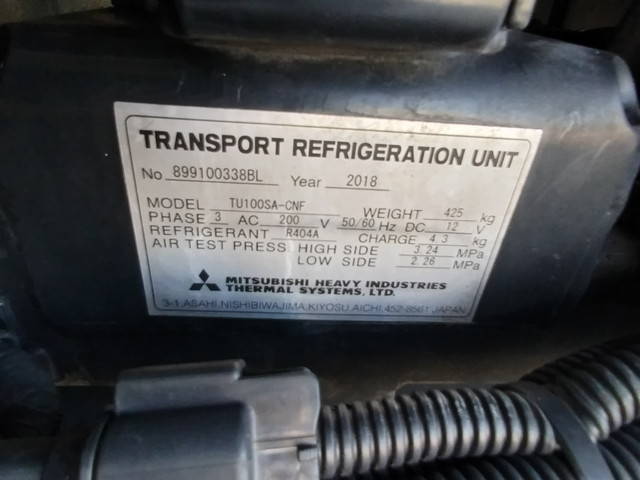 TRANSPORT REFRIGERATION UNIT
No 899100338BL Year 2018
MODEL TU100SA-CNF WEIGHT 425 kg
PHASE 3 AC 200 V 50/60 Hz DC 12 V
REFRIGERANT R404A CHARGE 4.3 kg
AIR TEST PRESS. HIGH SIDE 3.24 MPa
LOW SIDE 2.26 MPa
MITSUBISHI HEAVY INDUSTRIES
THERMAL SYSTEMS, LTD.
3-1, ASAHI, NISHIBIWAJIMA, KIYOSU, AICHI, 452-8561 JAPAN